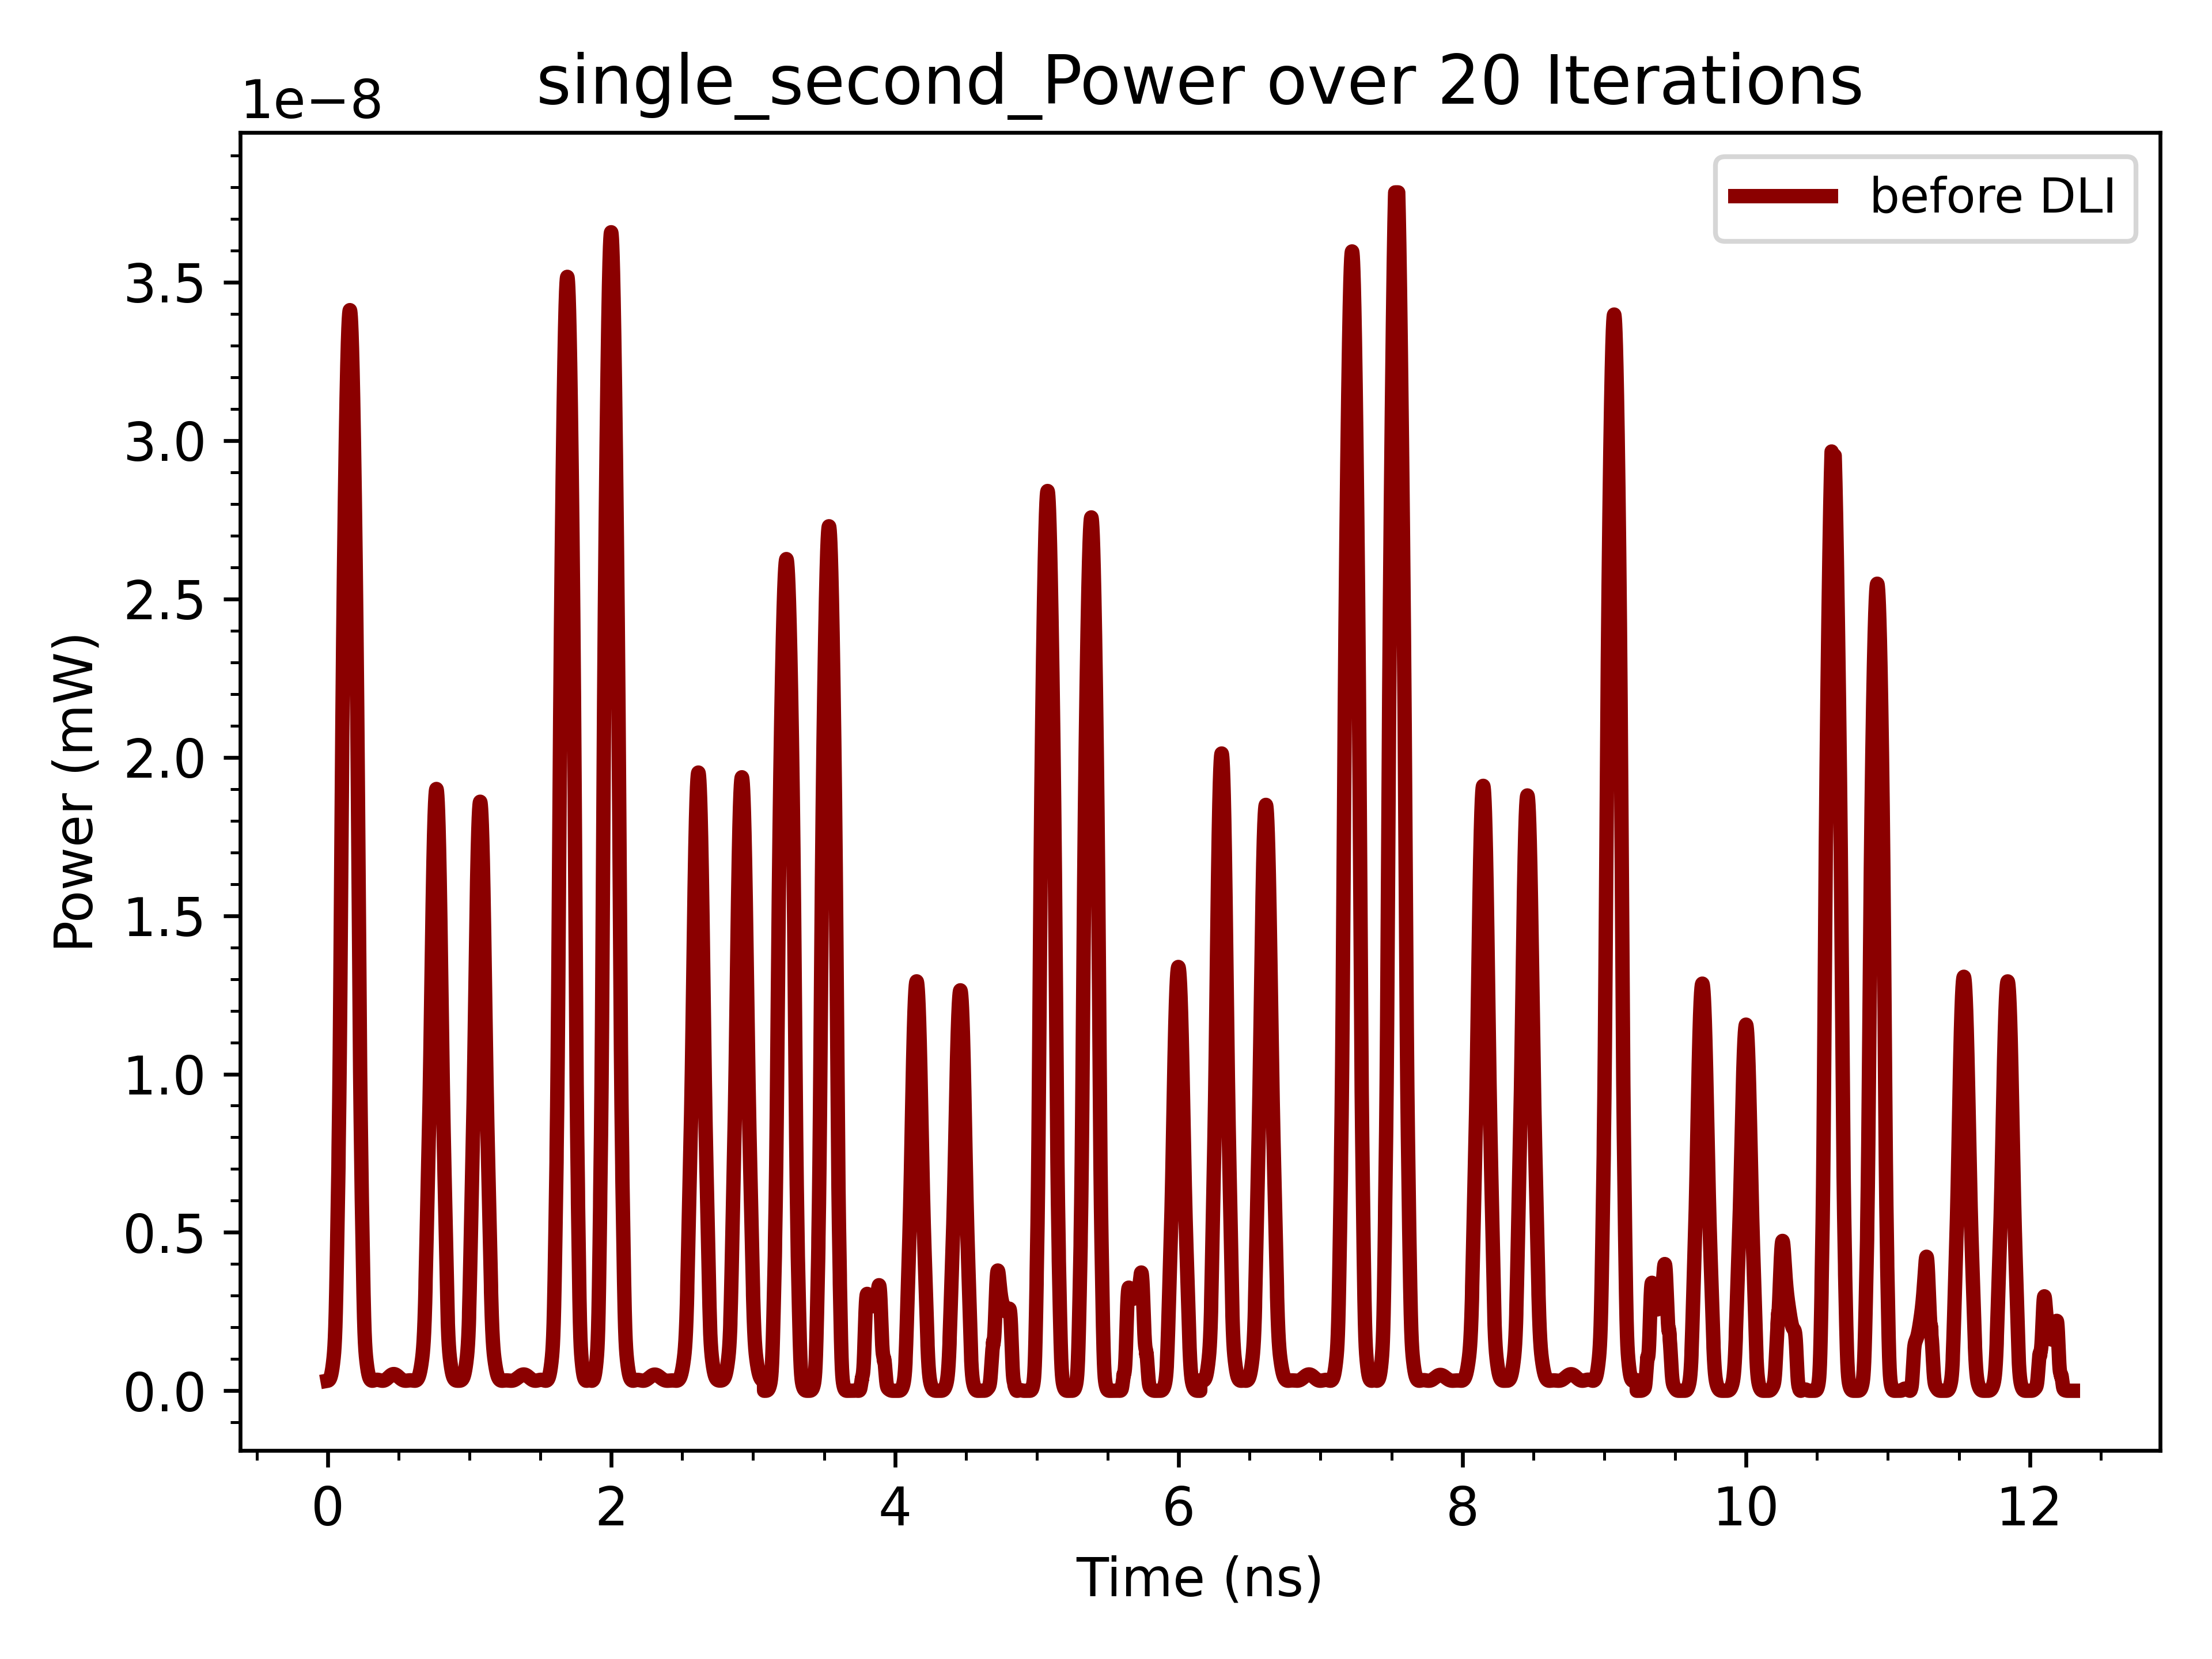 single_second_Power over 20 Iterations
1e−8
before DLI
3.5
3.0
2.5
2.0
1.5
1.0
0.5
0.0
Power (mW)
0 2 4 6 8 10 12
Time (ns)